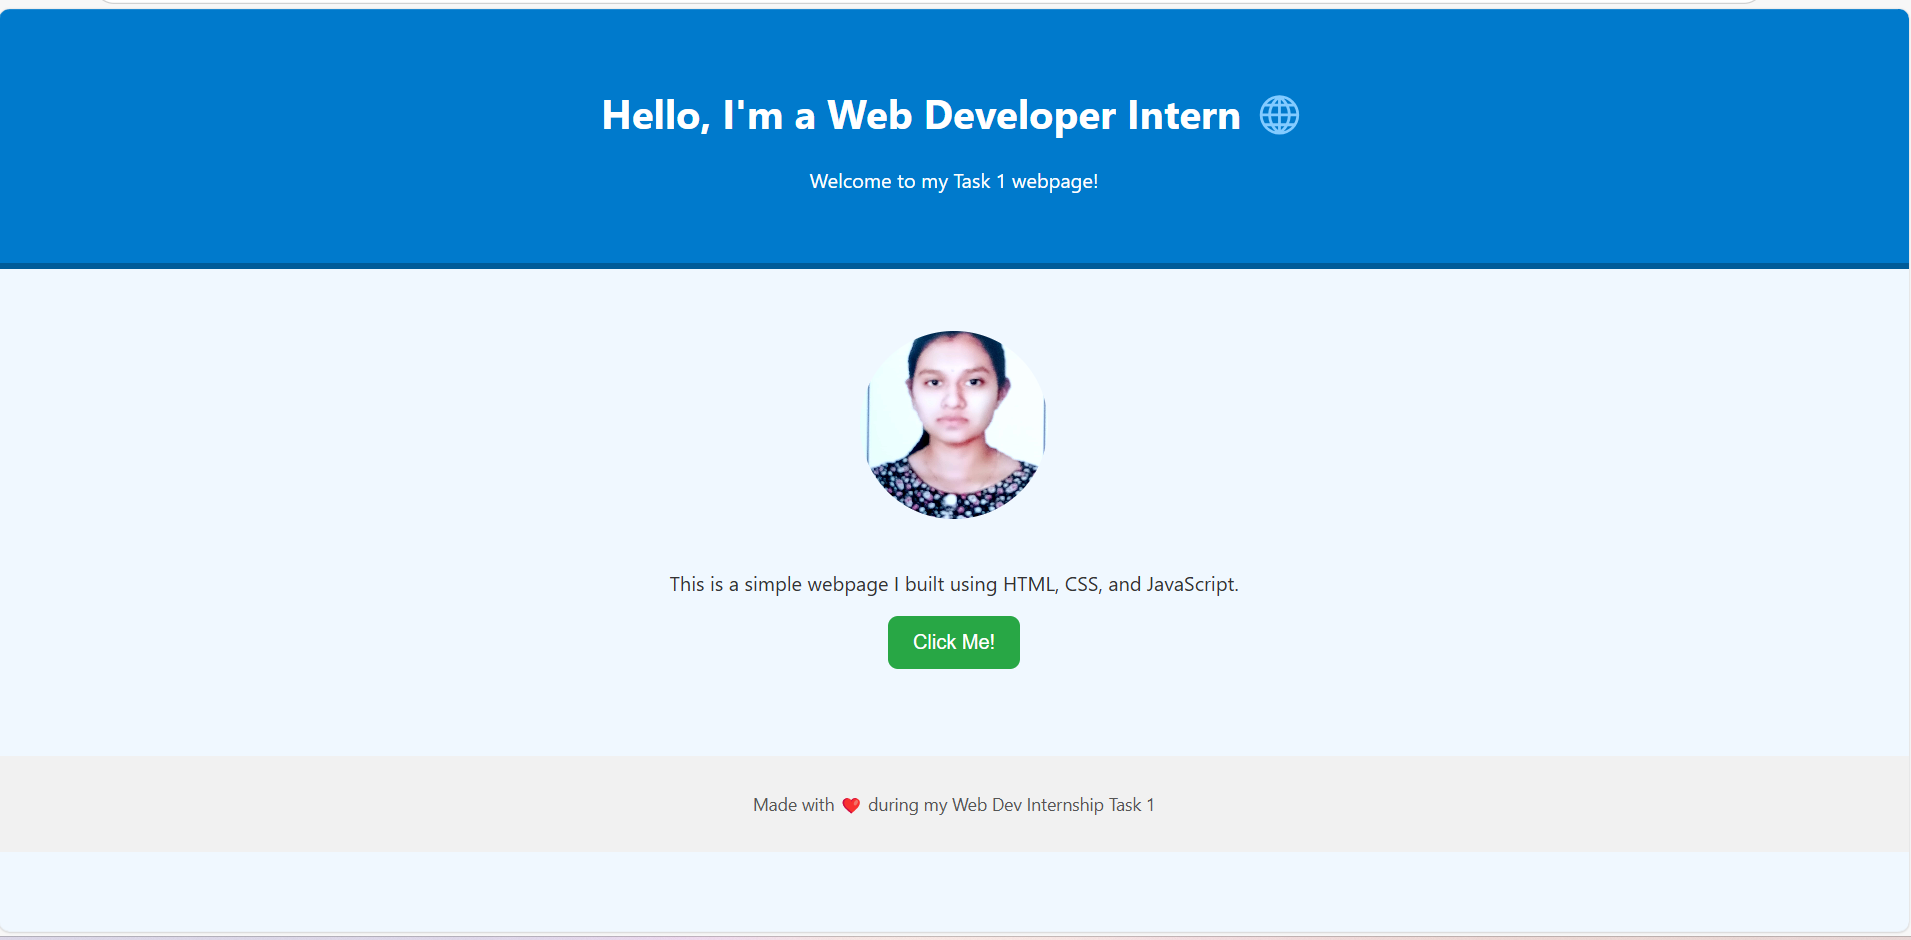 Hello, I'm a Web Developer Intern 🌐
Welcome to my Task 1 webpage!
This is a simple webpage I built using HTML, CSS, and JavaScript.
Click Me!
Made with ❤️ during my Web Dev Internship Task 1